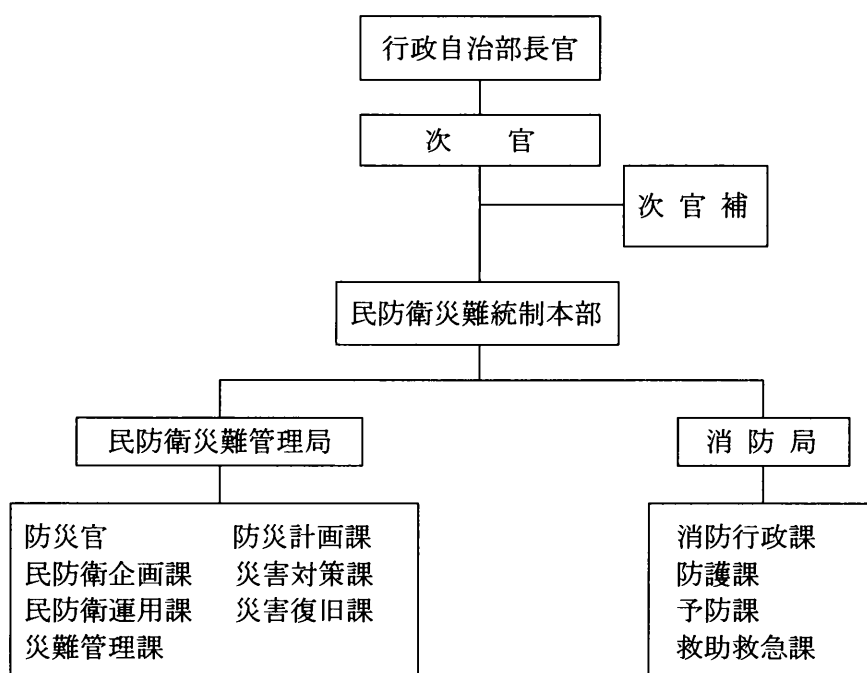 行政自治部長官
次 官
次 官 補
民防衛災難統制本部
民防衛災難管理局
消 防 局
防災官 防災計画課
民防衛企画課 災害対策課
民防衛運用課 災害復旧課
災難管理課
消防行政課
防護課
予防課
救助救急課